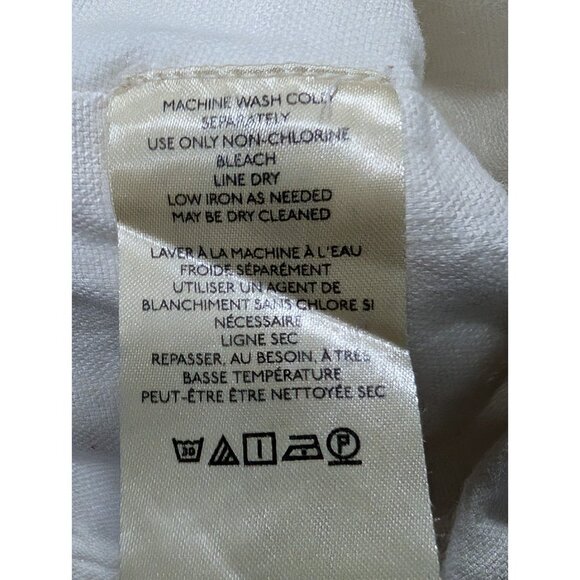 MACHINE WASH COLD
SEPARATELY
USE ONLY NON-CHLORINE
BLEACH
LINE DRY
LOW IRON AS NEEDED
MAY BE DRY CLEANED
LAVER À LA MACHINE À L'EAU
FROIDE SÉPARÉMENT
UTILISER UN AGENT DE
BLANCHIMENT SANS CHLORE SI
NÉCESSAIRE
LIGNE SEC
REPASSER, AU BESOIN, À TRÈS
BASSE TEMPÉRATURE
PEUT-ÊTRE ÊTRE NETTOYÉE SEC
30 P